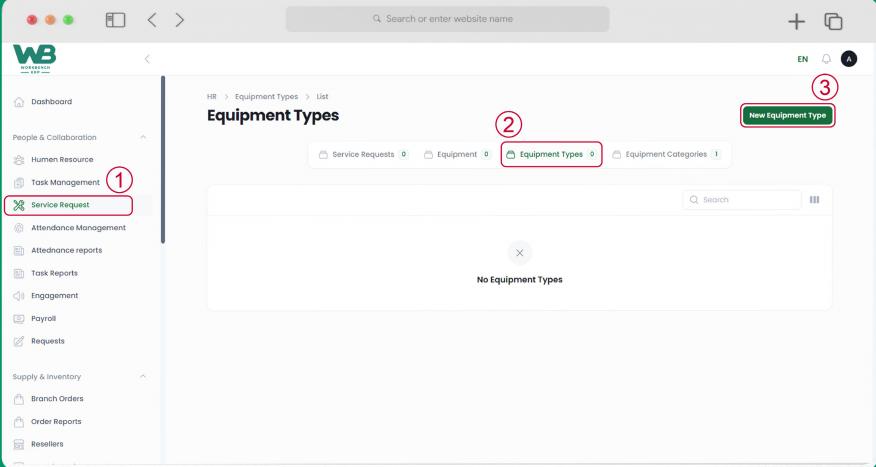 Search or enter website name
WB
WORKBENCH
ERP
EN
A
Dashboard
People & Collaboration
Human Resource
Task Management
1
Service Request
Attendance Management
Attednance reports
Task Reports
Engagement
Payroll
Requests
Supply & Inventory
Branch Orders
Order Reports
Resellers
HR > Equipment Types > List
Equipment Types
3
New Equipment Type
2
Service Requests 0
Equipment 0
Equipment Types 0
Equipment Categories 1
Search
No Equipment Types